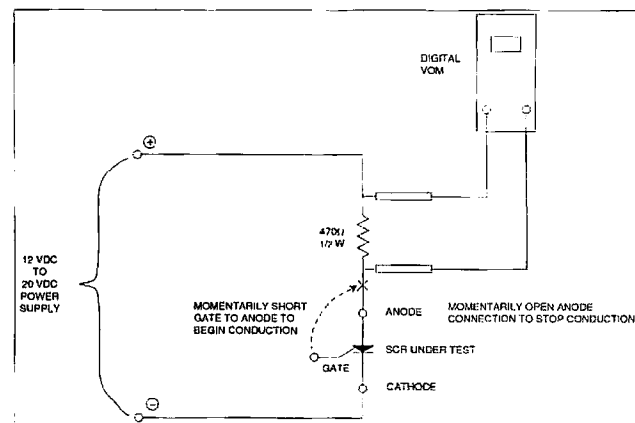 DIGITAL
VOM
+
470Ω
1/2 W
12 VDC
TO
20 VDC
POWER
SUPPLY
MOMENTARILY SHORT
GATE TO ANODE TO
BEGIN CONDUCTION
ANODE
MOMENTARILY OPEN ANODE
CONNECTION TO STOP CONDUCTION
SCR UNDER TEST
GATE
CATHODE
−